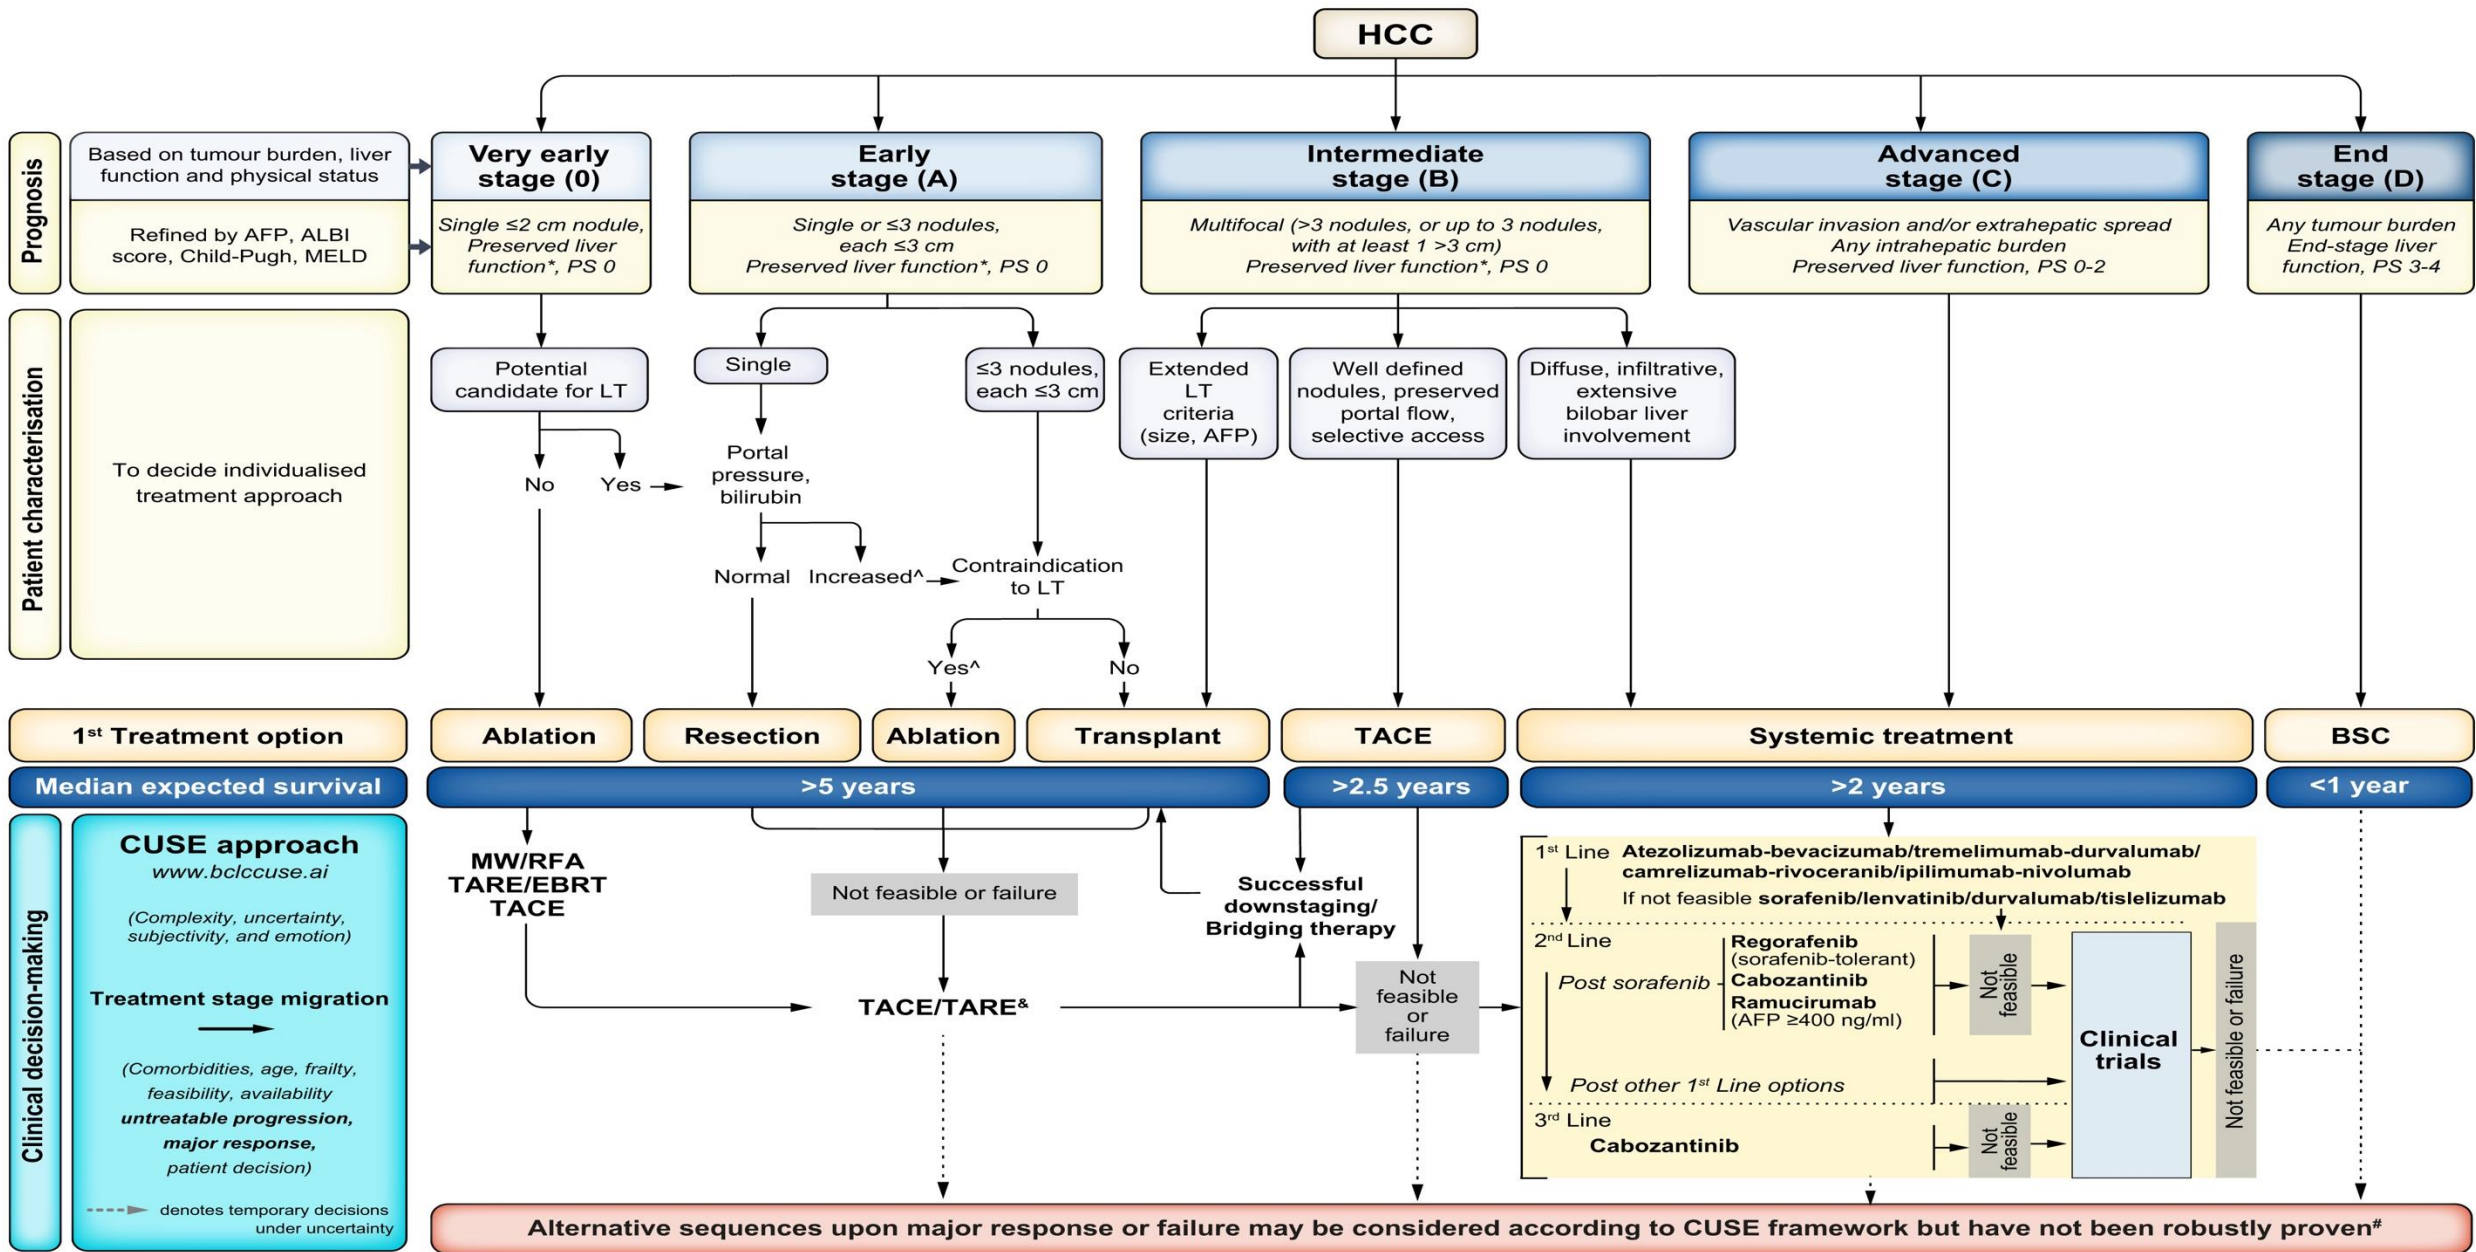 HCC
Prognosis
Based on tumour burden, liver
function and physical status
Refined by AFP, ALBI
score, Child-Pugh, MELD
Very early
stage (0)
Single ≤2 cm nodule,
Preserved liver
function*, PS 0
Early
stage (A)
Single or ≤3 nodules,
each ≤3 cm
Preserved liver function*, PS 0
Intermediate
stage (B)
Multifocal (>3 nodules, or up to 3 nodules,
with at least 1 >3 cm)
Preserved liver function*, PS 0
Advanced
stage (C)
Vascular invasion and/or extrahepatic spread
Any intrahepatic burden
Preserved liver function, PS 0-2
End
stage (D)
Any tumour burden
End-stage liver
function, PS 3-4
Patient characterisation
To decide individualised
treatment approach
Potential
candidate for LT
No
Yes
Single
Portal
pressure,
bilirubin
Normal
Increased^
≤3 nodules,
each ≤3 cm
Contraindication
to LT
Yes^
No
Extended
LT
criteria
(size, AFP)
Well defined
nodules, preserved
portal flow,
selective access
Diffuse, infiltrative,
extensive
bilobar liver
involvement
1st Treatment option
Ablation
Resection
Ablation
Transplant
TACE
Systemic treatment
BSC
Median expected survival
>5 years
>2.5 years
>2 years
<1 year
Clinical decision-making
CUSE approach
www.bclccuse.ai
(Complexity, uncertainty,
subjectivity, and emotion)
Treatment stage migration
(Comorbidities, age, frailty,
feasibility, availability
untreatable progression,
major response,
patient decision)
denotes temporary decisions
under uncertainty
MW/RFA
TARE/EBRT
TACE
Not feasible or failure
TACE/TARE&
Successful
downstaging/
Bridging therapy
Not
feasible
or
failure
1st Line Atezolizumab-bevacizumab/tremelimumab-durvalumab/
camrelizumab-rivoceranib/ipilimumab-nivolumab
If not feasible sorafenib/lenvatinib/durvalumab/tislelizumab
2nd Line
Post sorafenib
Regorafenib
(sorafenib-tolerant)
Cabozantinib
Ramucirumab
(AFP ≥400 ng/ml)
Not
feasible
Post other 1st Line options
3rd Line
Cabozantinib
Not
feasible
Clinical
trials
Not feasible or failure
Alternative sequences upon major response or failure may be considered according to CUSE framework but have not been robustly proven#